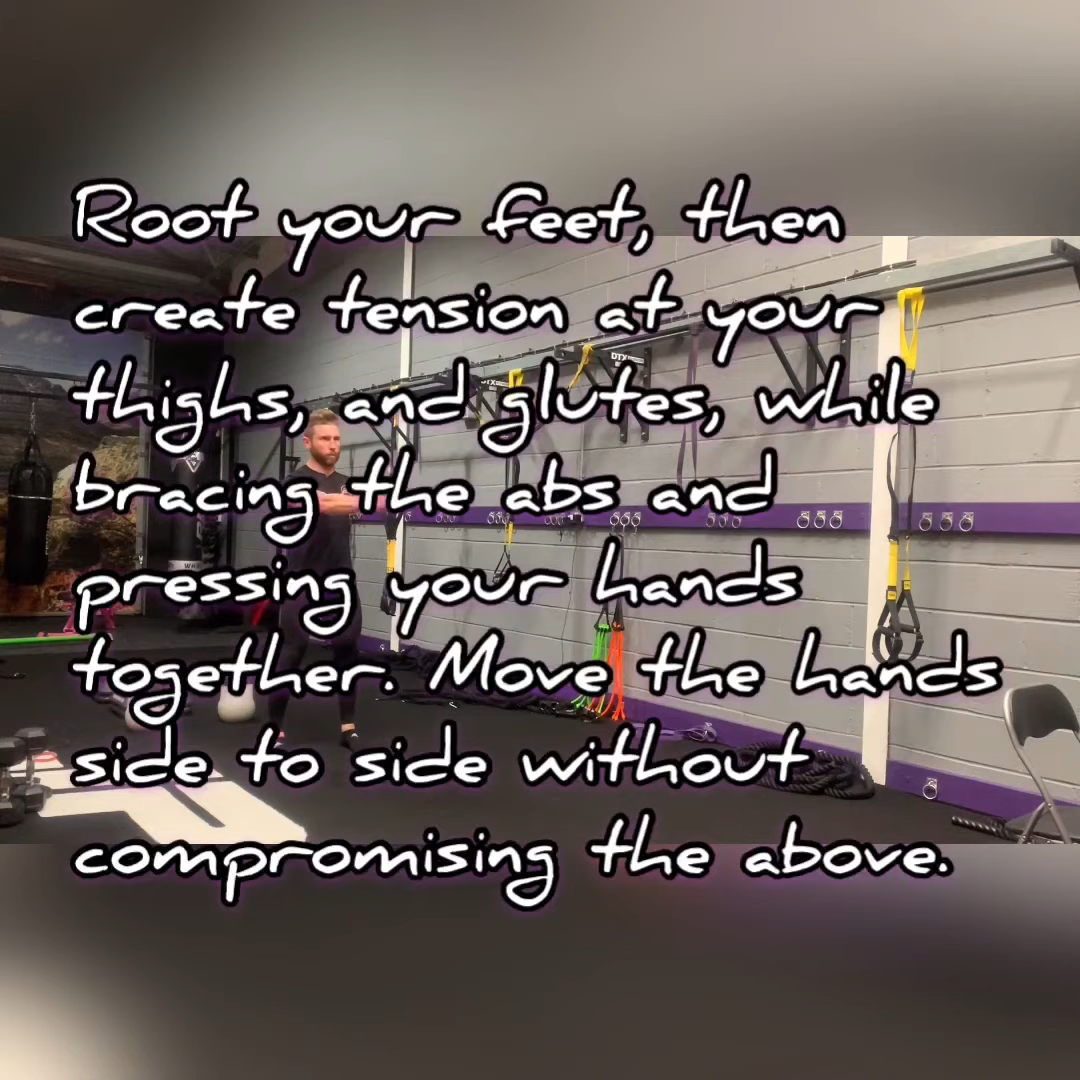 Root your feet, then
create tension at your
thighs, and glutes, while
bracing the abs and
pressing your hands
together. Move the hands
side to side without
compromising the above.
DTX